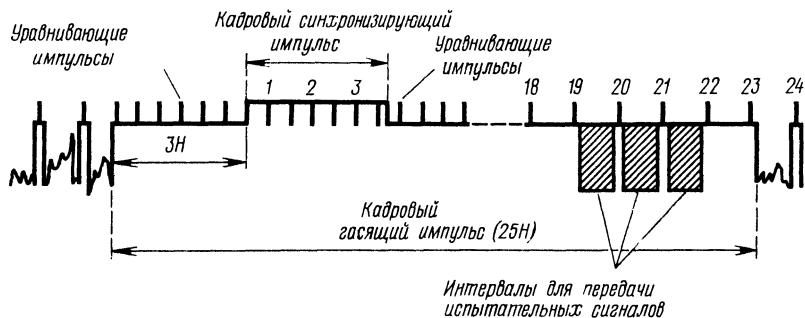 Уравнивающие
импульсы
Кадровый синхронизирующий
импульс
Уравнивающие
импульсы
1 2 3
18 19 20 21 22 23 24
3H
Кадровый
гасящий импульс (25H)
Интервалы для передачи
испытательных сигналов